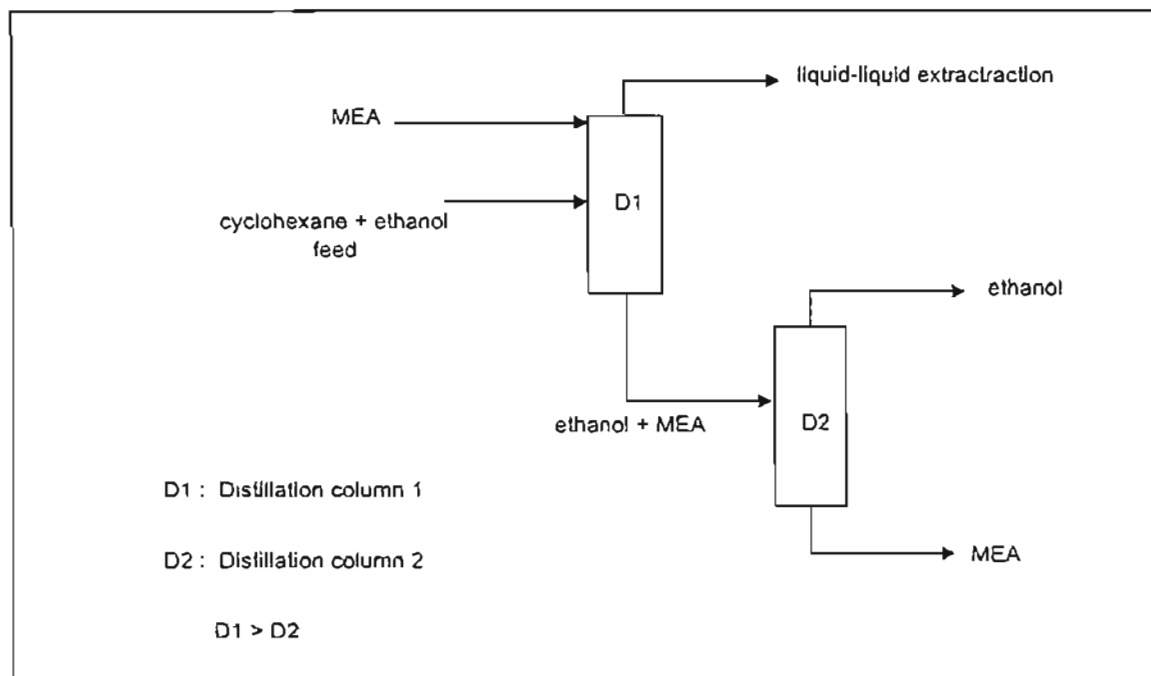 liquid-liquid extractraction
MEA
D1
cyclohexane + ethanol
feed
ethanol
ethanol + MEA
D2
D1 : Distillation column 1
D2 : Distillation column 2
MEA
D1 > D2